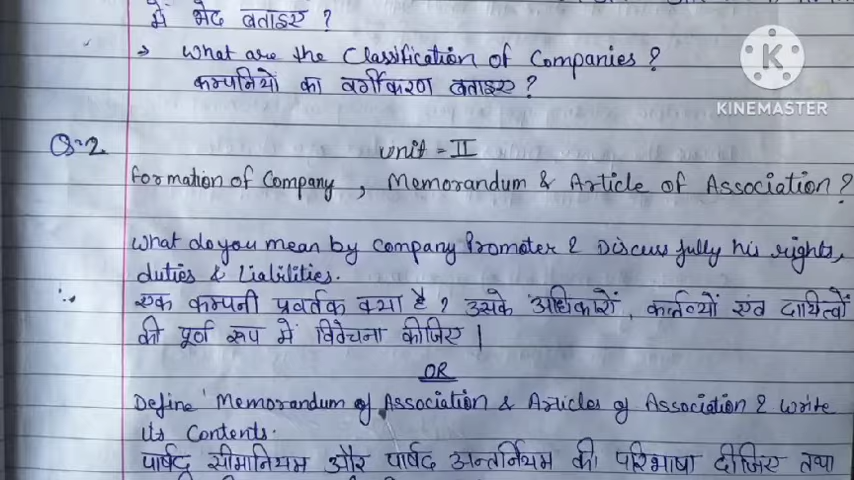 में भेद बताइए ?
→ What are the Classification of Companies ?
कम्पनियों का वर्गीकरण बताइए ?
K
KINEMASTER
Q=2
Unit - II
Formation of Company, Memorandum & Article of Association ?
What do you mean by Company Promoter ? Discuss fully his rights,
duties & Liabilities.
एक कम्पनी प्रवर्तक क्या है ? उसके अधिकारों, कर्त्तव्यों एंव दायित्वों
की पूर्ण रूप में विवेचना कीजिए |
OR
Define Memorandum of Association & Articles of Association ? Write
its Contents.
पार्षद सीमानियम और पार्षद अन्तर्नियम की परिभाषा दीजिए तथा